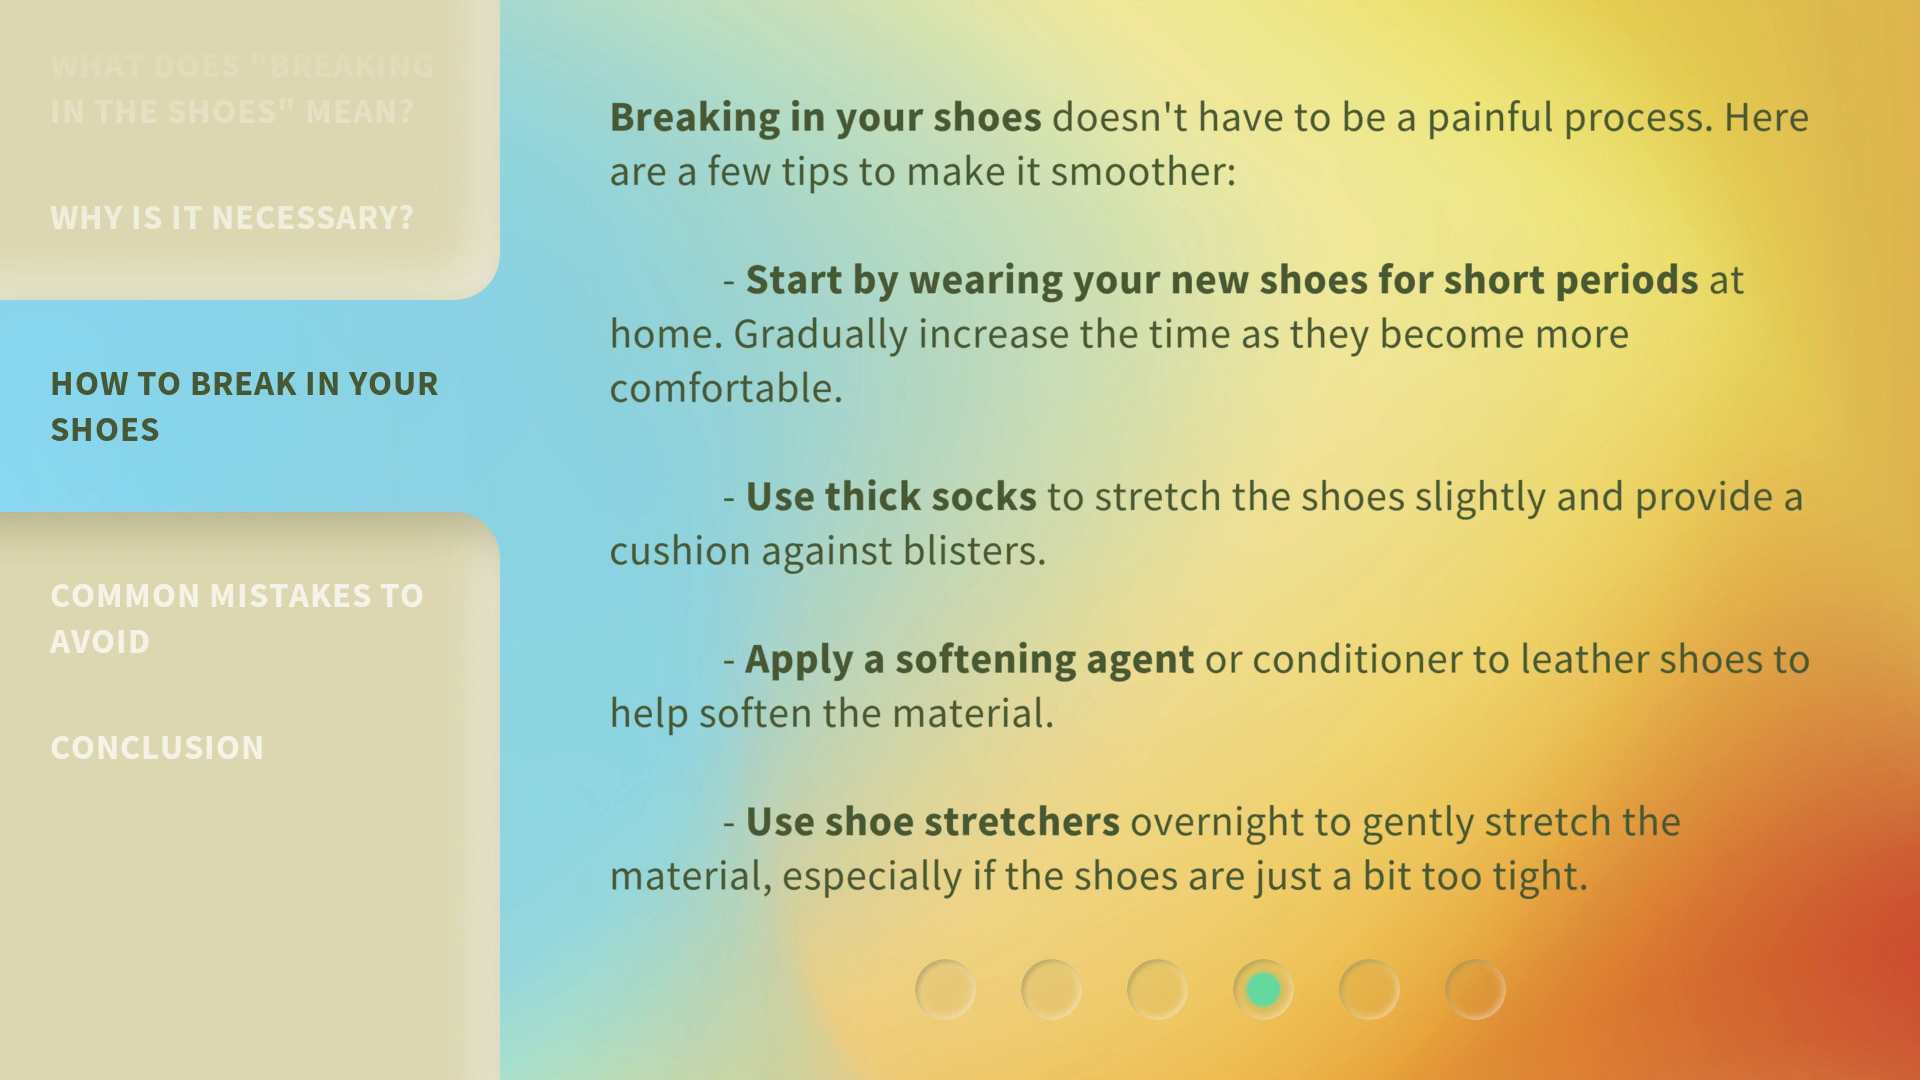 WHAT DOES "BREAKING
IN THE SHOES" MEAN?
WHY IS IT NECESSARY?
HOW TO BREAK IN YOUR
SHOES
COMMON MISTAKES TO
AVOID
CONCLUSION
Breaking in your shoes doesn't have to be a painful process. Here
are a few tips to make it smoother:
- Start by wearing your new shoes for short periods at
home. Gradually increase the time as they become more
comfortable.
- Use thick socks to stretch the shoes slightly and provide a
cushion against blisters.
- Apply a softening agent or conditioner to leather shoes to
help soften the material.
- Use shoe stretchers overnight to gently stretch the
material, especially if the shoes are just a bit too tight.